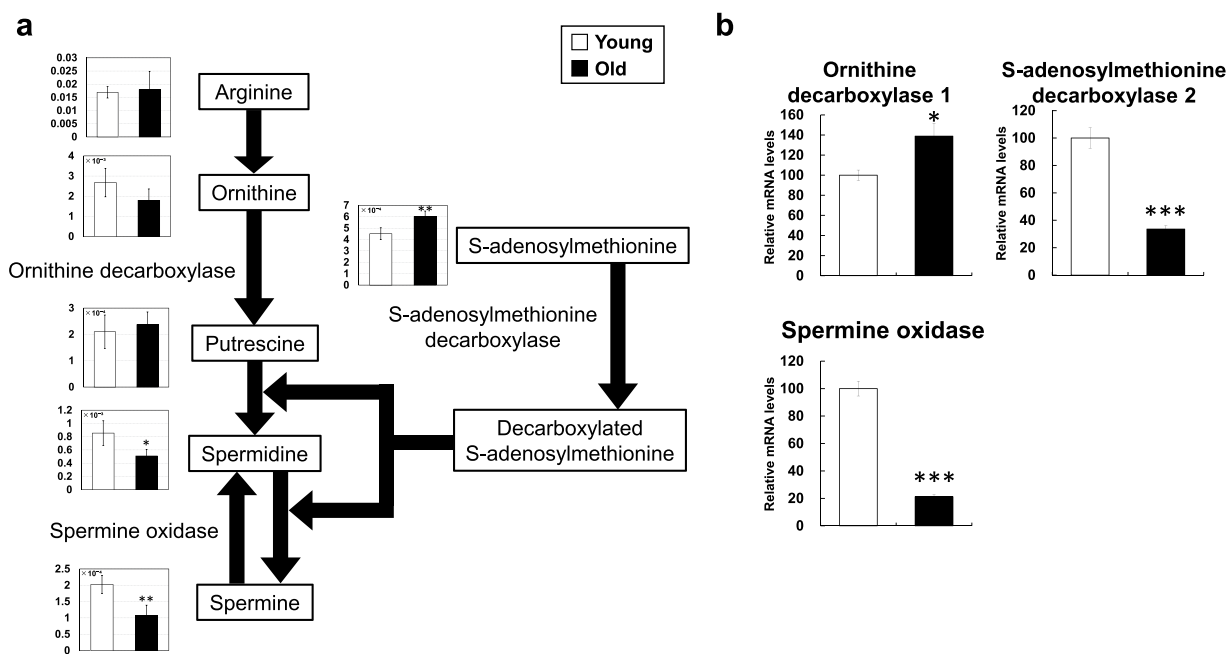 a
Young
Old
0.03
0.025
0.02
0.015
0.01
0.005
0
Arginine
4
3
2
1
0
Ornithine
Ornithine decarboxylase
7
6
5
4
3
2
1
0
**
S-adenosylmethionine
S-adenosylmethionine
decarboxylase
3
2
1
0
Putrescine
1.2
1
0.8
0.6
0.4
0.2
0
*
Spermidine
Decarboxylated
S-adenosylmethionine
Spermine oxidase
2.5
2
1.5
1
0.5
0
**
Spermine
b
Ornithine
decarboxylase 1
Relative mRNA levels
160
140
120
100
80
60
40
20
0
*
S-adenosylmethionine
decarboxylase 2
Relative mRNA levels
120
100
80
60
40
20
0
***
Spermine oxidase
Relative mRNA levels
120
100
80
60
40
20
0
***